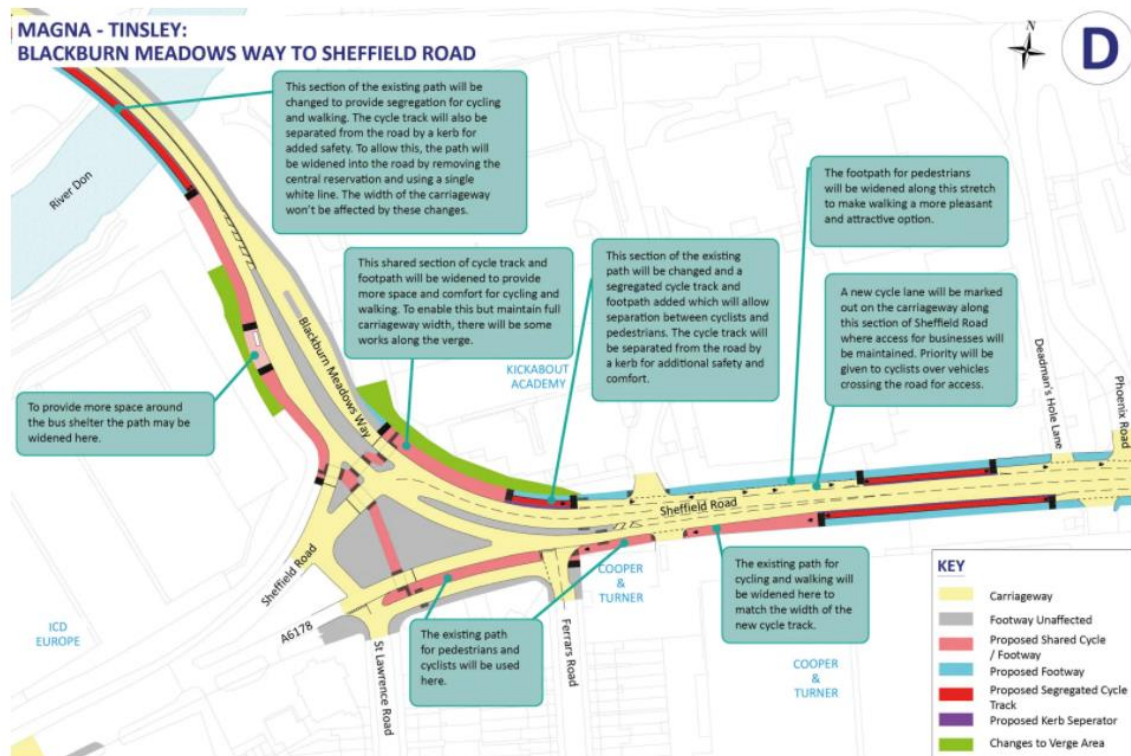 MAGNA - TINSLEY:
BLACKBURN MEADOWS WAY TO SHEFFIELD ROAD
N
D
This section of the existing path will be
changed to provide segregation for cycling
and walking. The cycle track will also be
separated from the road by a kerb for
added safety. To allow this, the path will
be widened into the road by removing the
central reservation and using a single
white line. The width of the carriageway
won't be affected by these changes.
River Don
The footpath for pedestrians
will be widened along this stretch
to make walking a more pleasant
and attractive option.
This shared section of cycle track and
footpath will be widened to provide
more space and comfort for cycling and
walking. To enable this but maintain full
carriageway width, there will be some
works along the verge.
This section of the existing
path will be changed and a
segregated cycle track and
footpath added which will allow
separation between cyclists and
pedestrians. The cycle track will
be separated from the road by
a kerb for additional safety and
comfort.
A new cycle lane will be marked
out on the carriageway along
this section of Sheffield Road
where access for businesses will
be maintained. Priority will be
given to cyclists over vehicles
crossing the road for access.
Blackburn Meadows Way
KICKABOUT
ACADEMY
Deadman's Hole Lane
Phoenix Road
To provide more space around
the bus shelter the path may be
widened here.
Sheffield Road
Sheffield Road
COOPER
&
TURNER
The existing path for
cycling and walking will
be widened here to
match the width of the
new cycle track.
ICD
EUROPE
A6178
St Lawrence Road
The existing path
for pedestrians and
cyclists will be used
here.
Ferrars Road
COOPER
&
TURNER
KEY
Carriageway
Footway Unaffected
Proposed Shared Cycle
/ Footway
Proposed Footway
Proposed Segregated Cycle
Track
Proposed Kerb Seperator
Changes to Verge Area